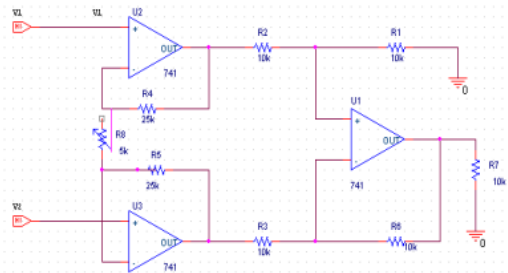 V1 V1 U2 R2 R1
+
OUT
10k 10k
-
741
0
R4
25k
U1
R8
+
5k
OUT
R5
R7
-
25k
10k
741
V2
U3
+
R3 R6
OUT
10k 10k
0
-
741